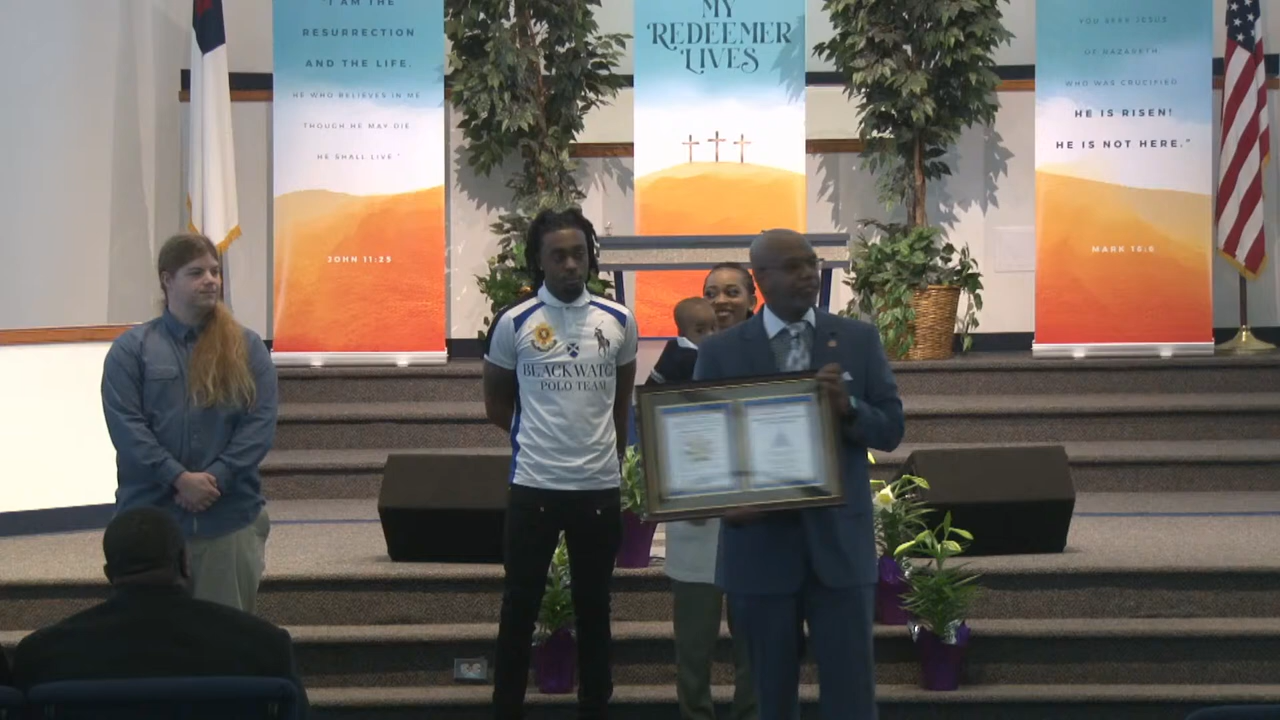 "I AM THE
RESURRECTION
AND THE LIFE.
HE WHO BELIEVES IN ME
THOUGH HE MAY DIE,
HE SHALL LIVE."
JOHN 11:25
MY
REDEEMER
LIVES
YOU SEEK JESUS
OF NAZARETH,
WHO WAS CRUCIFIED.
HE IS RISEN!
HE IS NOT HERE."
MARK 16:6
BLACKWATC
POLO TEAM